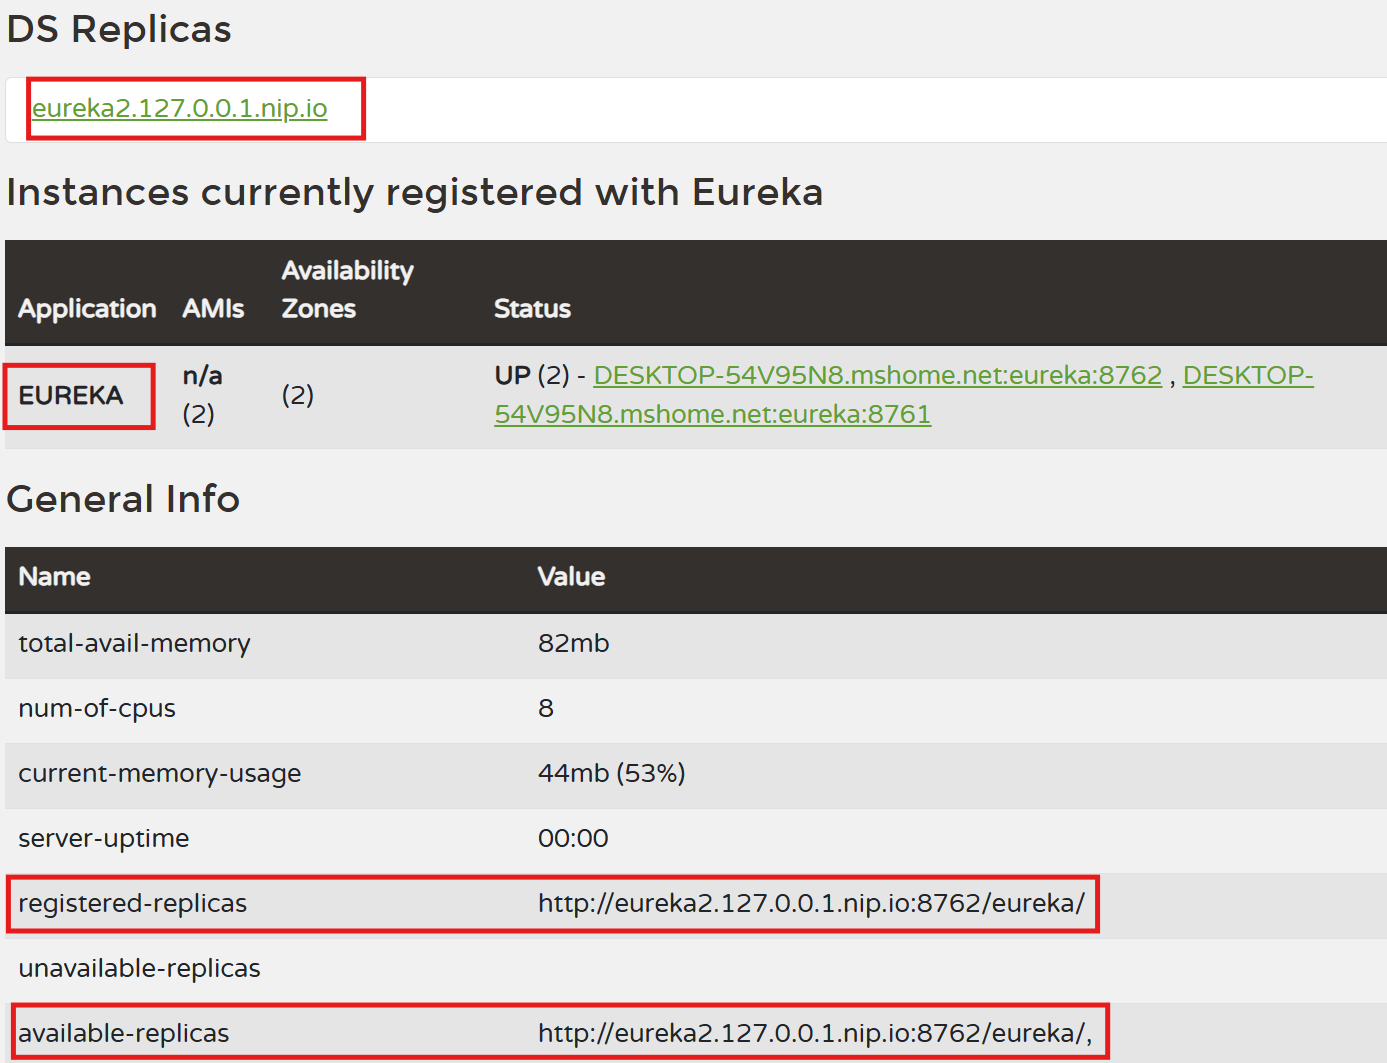 DS Replicas
eureka2.127.0.0.1.nip.io
Instances currently registered with Eureka
Application AMIs Availability Zones Status
EUREKA n/a (2) (2) UP (2) - DESKTOP-54V95N8.mshome.net:eureka:8762 , DESKTOP-
54V95N8.mshome.net:eureka:8761
General Info
Name Value
total-avail-memory 82mb
num-of-cpus 8
current-memory-usage 44mb (53%)
server-uptime 00:00
registered-replicas http://eureka2.127.0.0.1.nip.io:8762/eureka/
unavailable-replicas
available-replicas http://eureka2.127.0.0.1.nip.io:8762/eureka/,